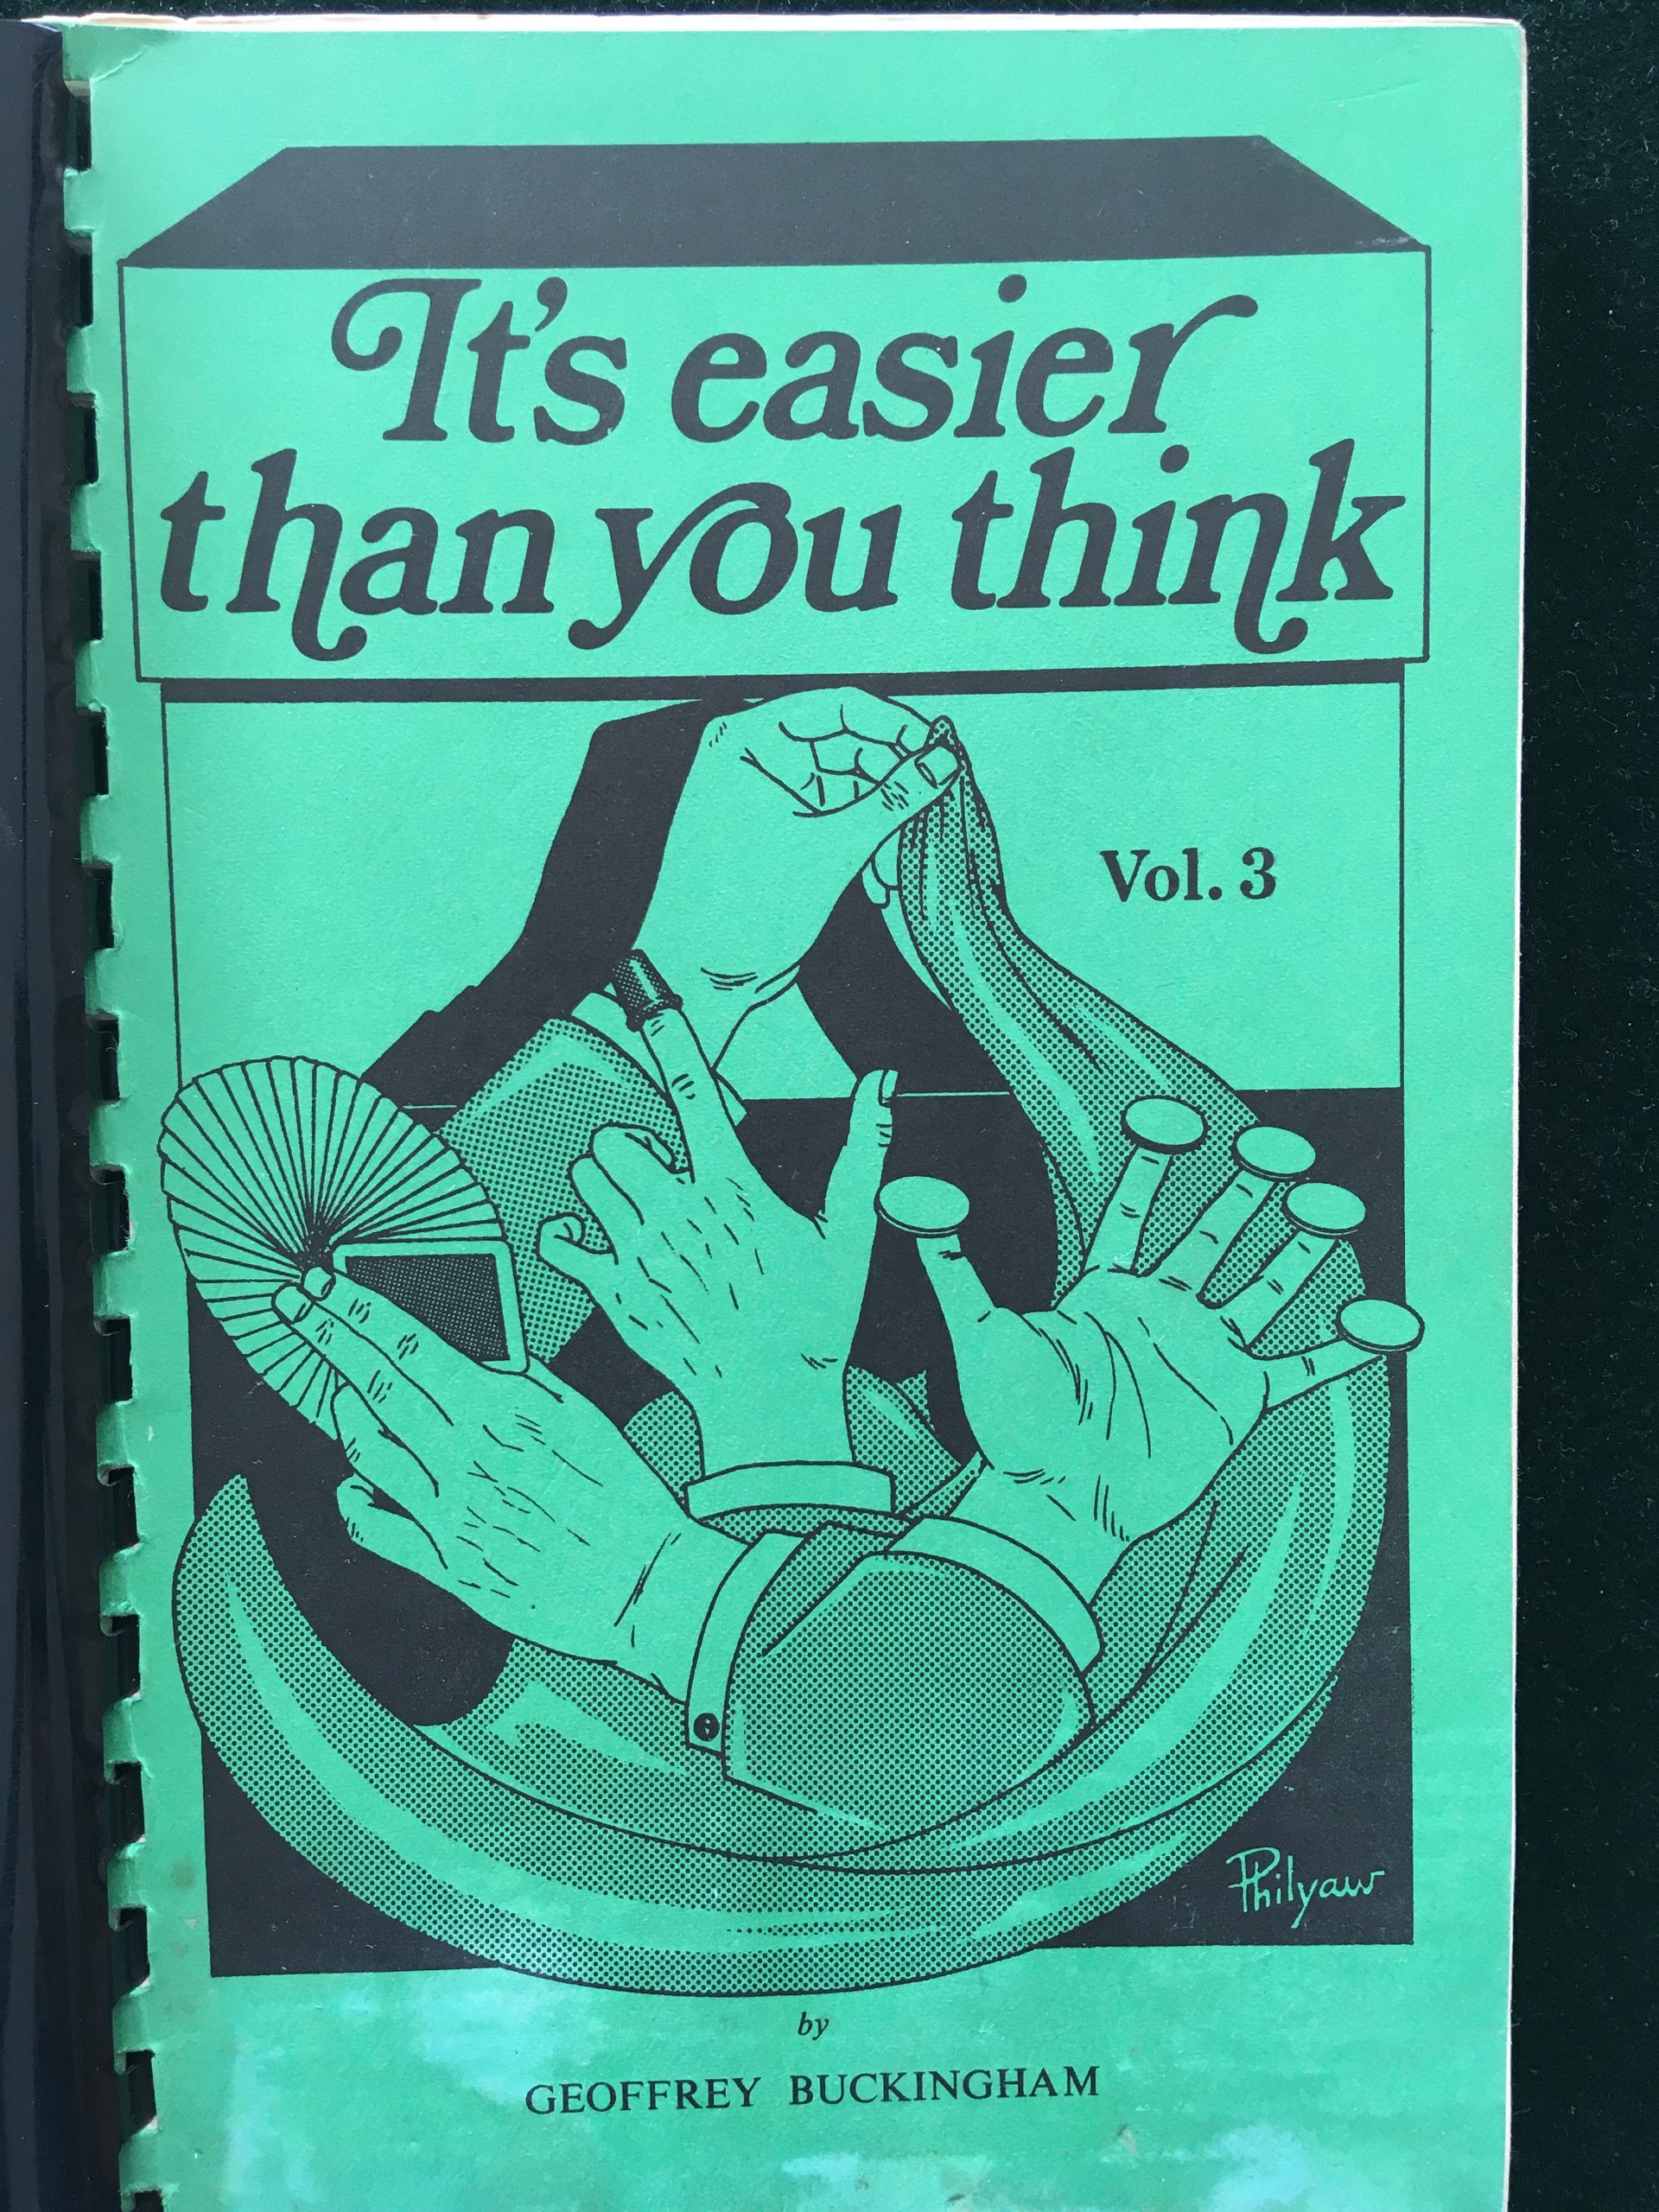 It's easier
than you think
Vol. 3
Philyaw
by
GEOFFREY BUCKINGHAM